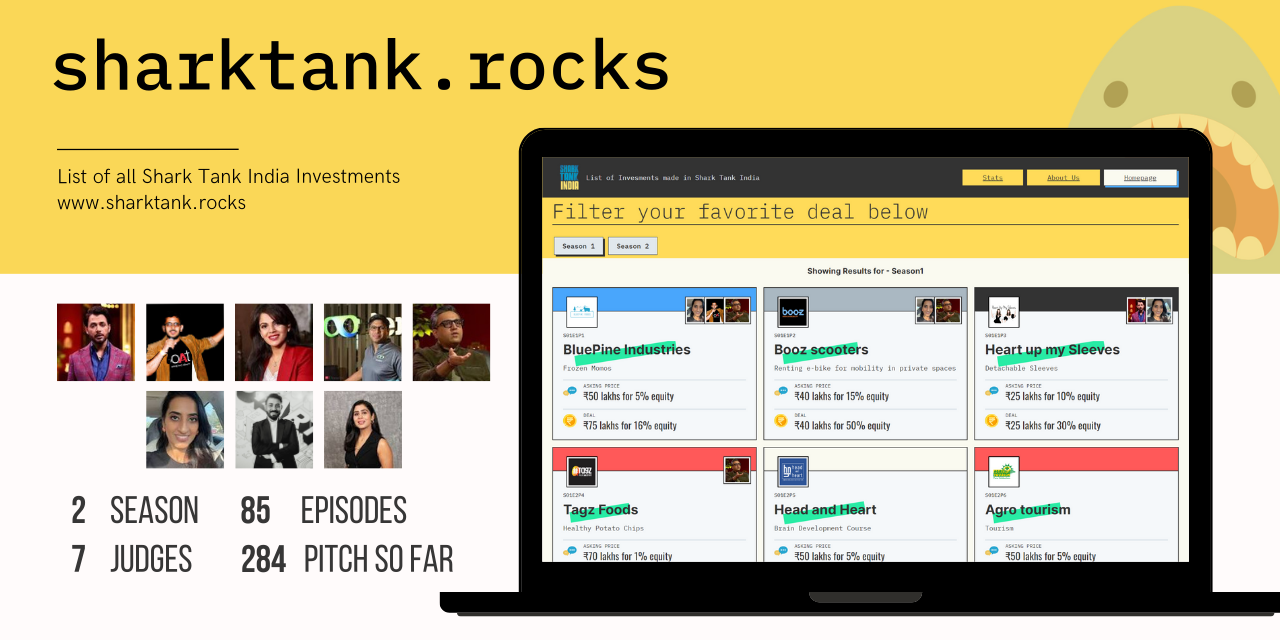 sharktank.rocks
List of all Shark Tank India Investments
www.sharktank.rocks
2 SEASON 85 EPISODES
7 JUDGES 284 PITCH SO FAR
SHARK
TANK
INDIA
List of Invesments made in Shark Tank India
Stats About Us Homepage
Filter your favorite deal below
Season 1 Season 2
Showing Results for - Season1
S01E1P1
BluePine Industries
Frozen Momos
ASKING PRICE
₹50 lakhs for 5% equity
DEAL
₹75 lakhs for 16% equity
booz
S01E1P2
Booz scooters
Renting e-bike for mobility in private spaces
ASKING PRICE
₹40 lakhs for 15% equity
DEAL
₹40 lakhs for 50% equity
S01E1P3
Heart up my Sleeves
Detachable Sleeves
ASKING PRICE
₹25 lakhs for 10% equity
DEAL
₹25 lakhs for 30% equity
TAGZ
S01E2P4
Tagz Foods
Healthy Potato Chips
ASKING PRICE
₹70 lakhs for 1% equity
head
heart
S01E2P5
Head and Heart
Brain Development Course
ASKING PRICE
₹50 lakhs for 5% equity
S01E2P6
Agro tourism
Tourism
ASKING PRICE
₹50 lakhs for 5% equity